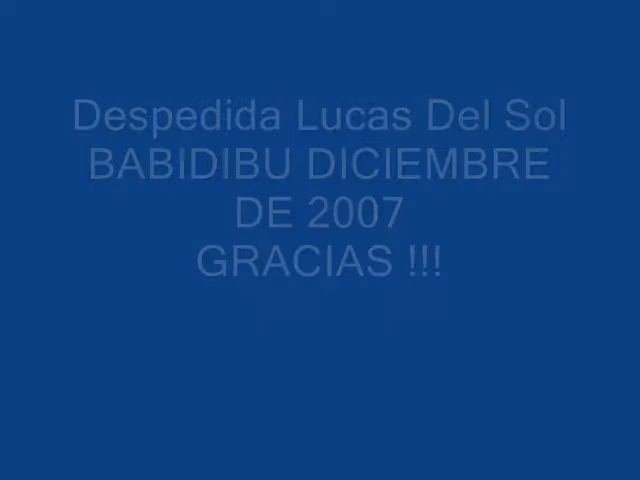 Despedida Lucas Del Sol
BABIDIBU DICIEMBRE
DE 2007
GRACIAS !!!